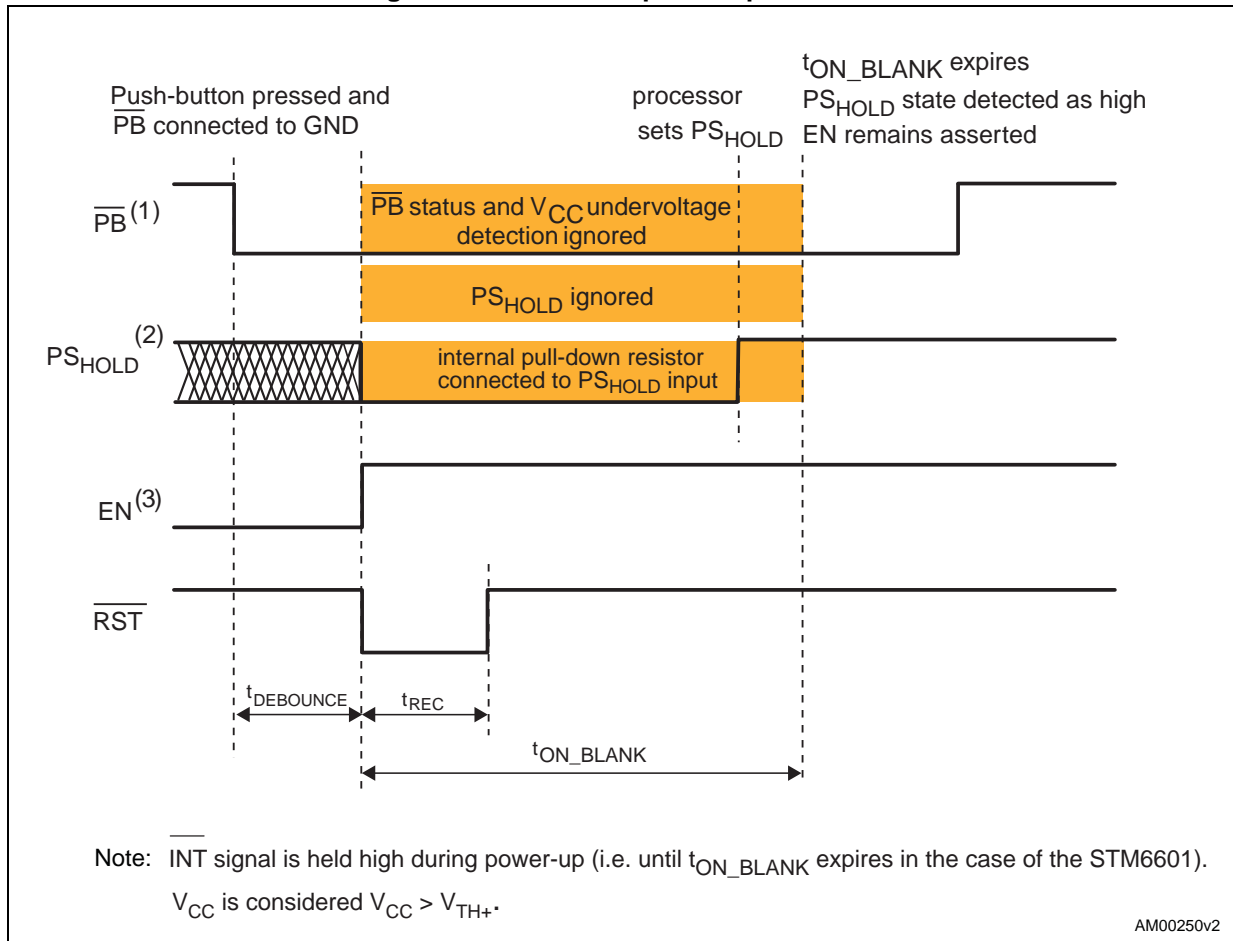 Push-button pressed and
PB connected to GND
processor
sets PSHOLD
tON_BLANK expires
PSHOLD state detected as high
EN remains asserted
PB(1)
PB status and VCC undervoltage
detection ignored
PSHOLD ignored
PSHOLD(2)
internal pull-down resistor
connected to PSHOLD input
EN(3)
RST
tDEBOUNCE
tREC
tON_BLANK
Note: INT signal is held high during power-up (i.e. until tON_BLANK expires in the case of the STM6601).
VCC is considered VCC > VTH+.
AM00250v2